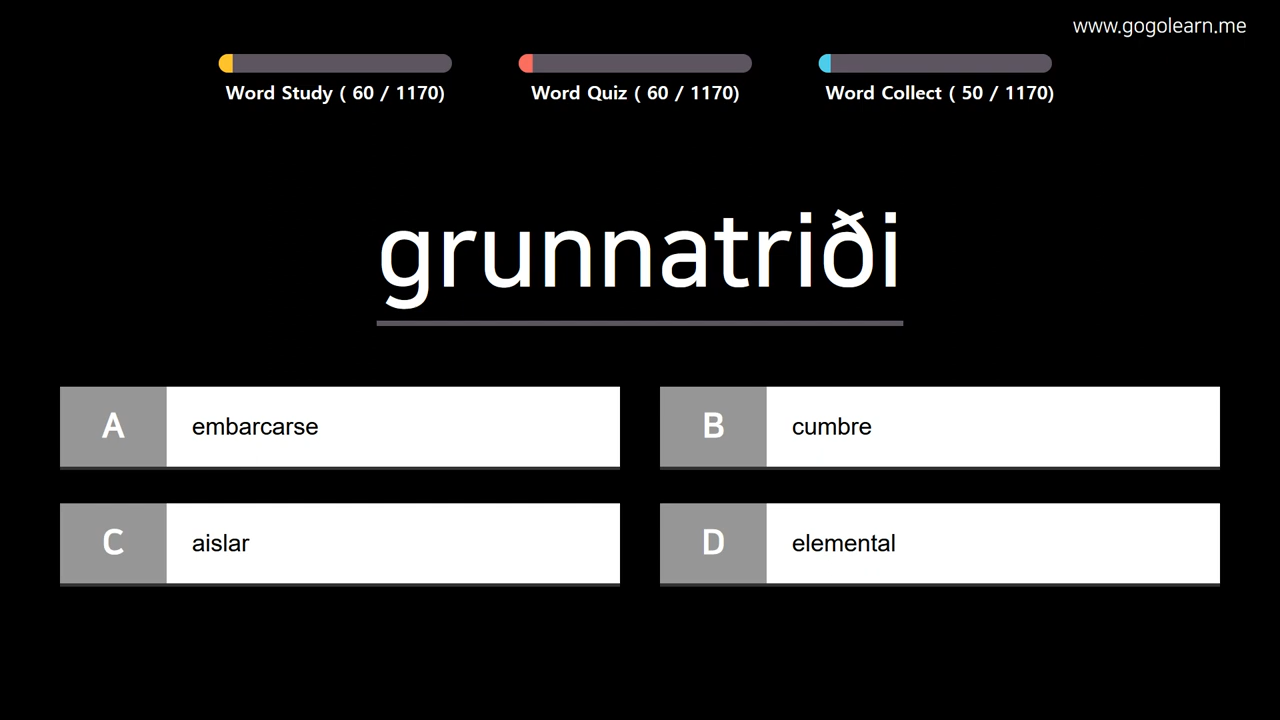 www.gogolearn.me
Word Study ( 60 / 1170)
Word Quiz ( 60 / 1170)
Word Collect ( 50 / 1170)
grunnatriði
A
embarcarse
B
cumbre
C
aislar
D
elemental